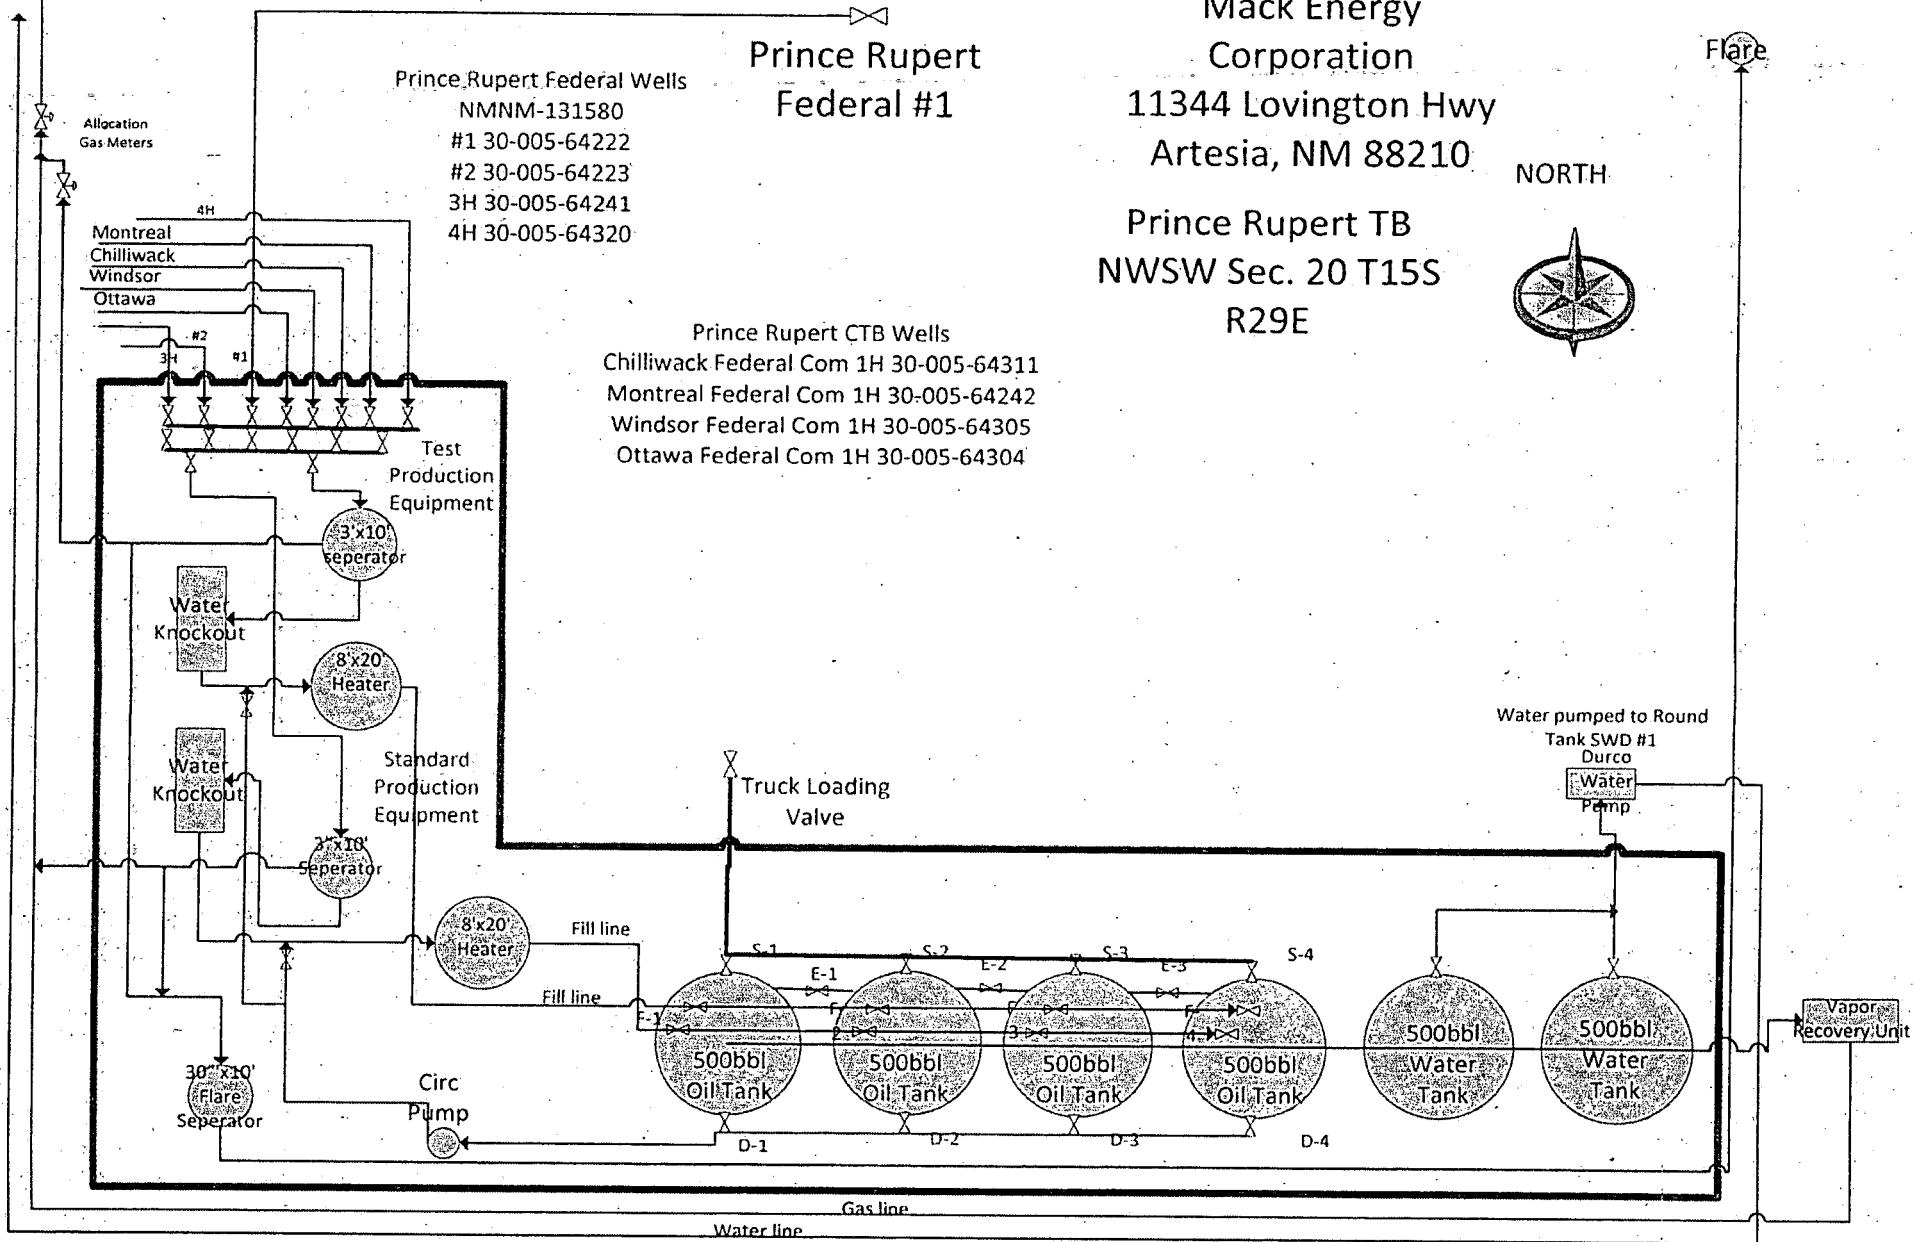 Mack Energy
Corporation
11344 Lovington Hwy
Artesia, NM 88210
Prince Rupert TB
NWSW Sec. 20 T15S
R29E
NORTH
Flare
Prince Rupert
Federal #1
Prince Rupert Federal Wells
NMNM-131580
#1 30-005-64222
#2 30-005-64223
3H 30-005-64241
4H 30-005-64320
Allocation
Gas Meters
4H
Montreal
Chilliwack
Windsor
Ottawa
#2
3H
#1
Prince Rupert CTB Wells
Chilliwack Federal Com 1H 30-005-64311
Montreal Federal Com 1H 30-005-64242
Windsor Federal Com 1H 30-005-64305
Ottawa Federal Com 1H 30-005-64304
Test
Production
Equipment
3'x10'
seperator
Water
Knockout
8'x20'
Heater
Water
Knockout
Standard
Production
Equipment
3"x10'
Seperator
8'x20'
Heater
Fill line
Fill line
Truck Loading
Valve
Water pumped to Round
Tank SWD #1
Durco
Water
Pump
S-1
S-2
S-3
S-4
E-1
E-2
E-3
F-1
F-
2
F-
3
F-
4
500bbl
Oil Tank
500bbl
Oil Tank
500bbl
Oil Tank
500bbl
Oil Tank
500bbl
Water
Tank
500bbl
Water
Tank
Vapor
Recovery Unit
30"x10'
Flare
Seperator
Circ
Pump
D-1
D-2
D-3
D-4
Gas line
Water line